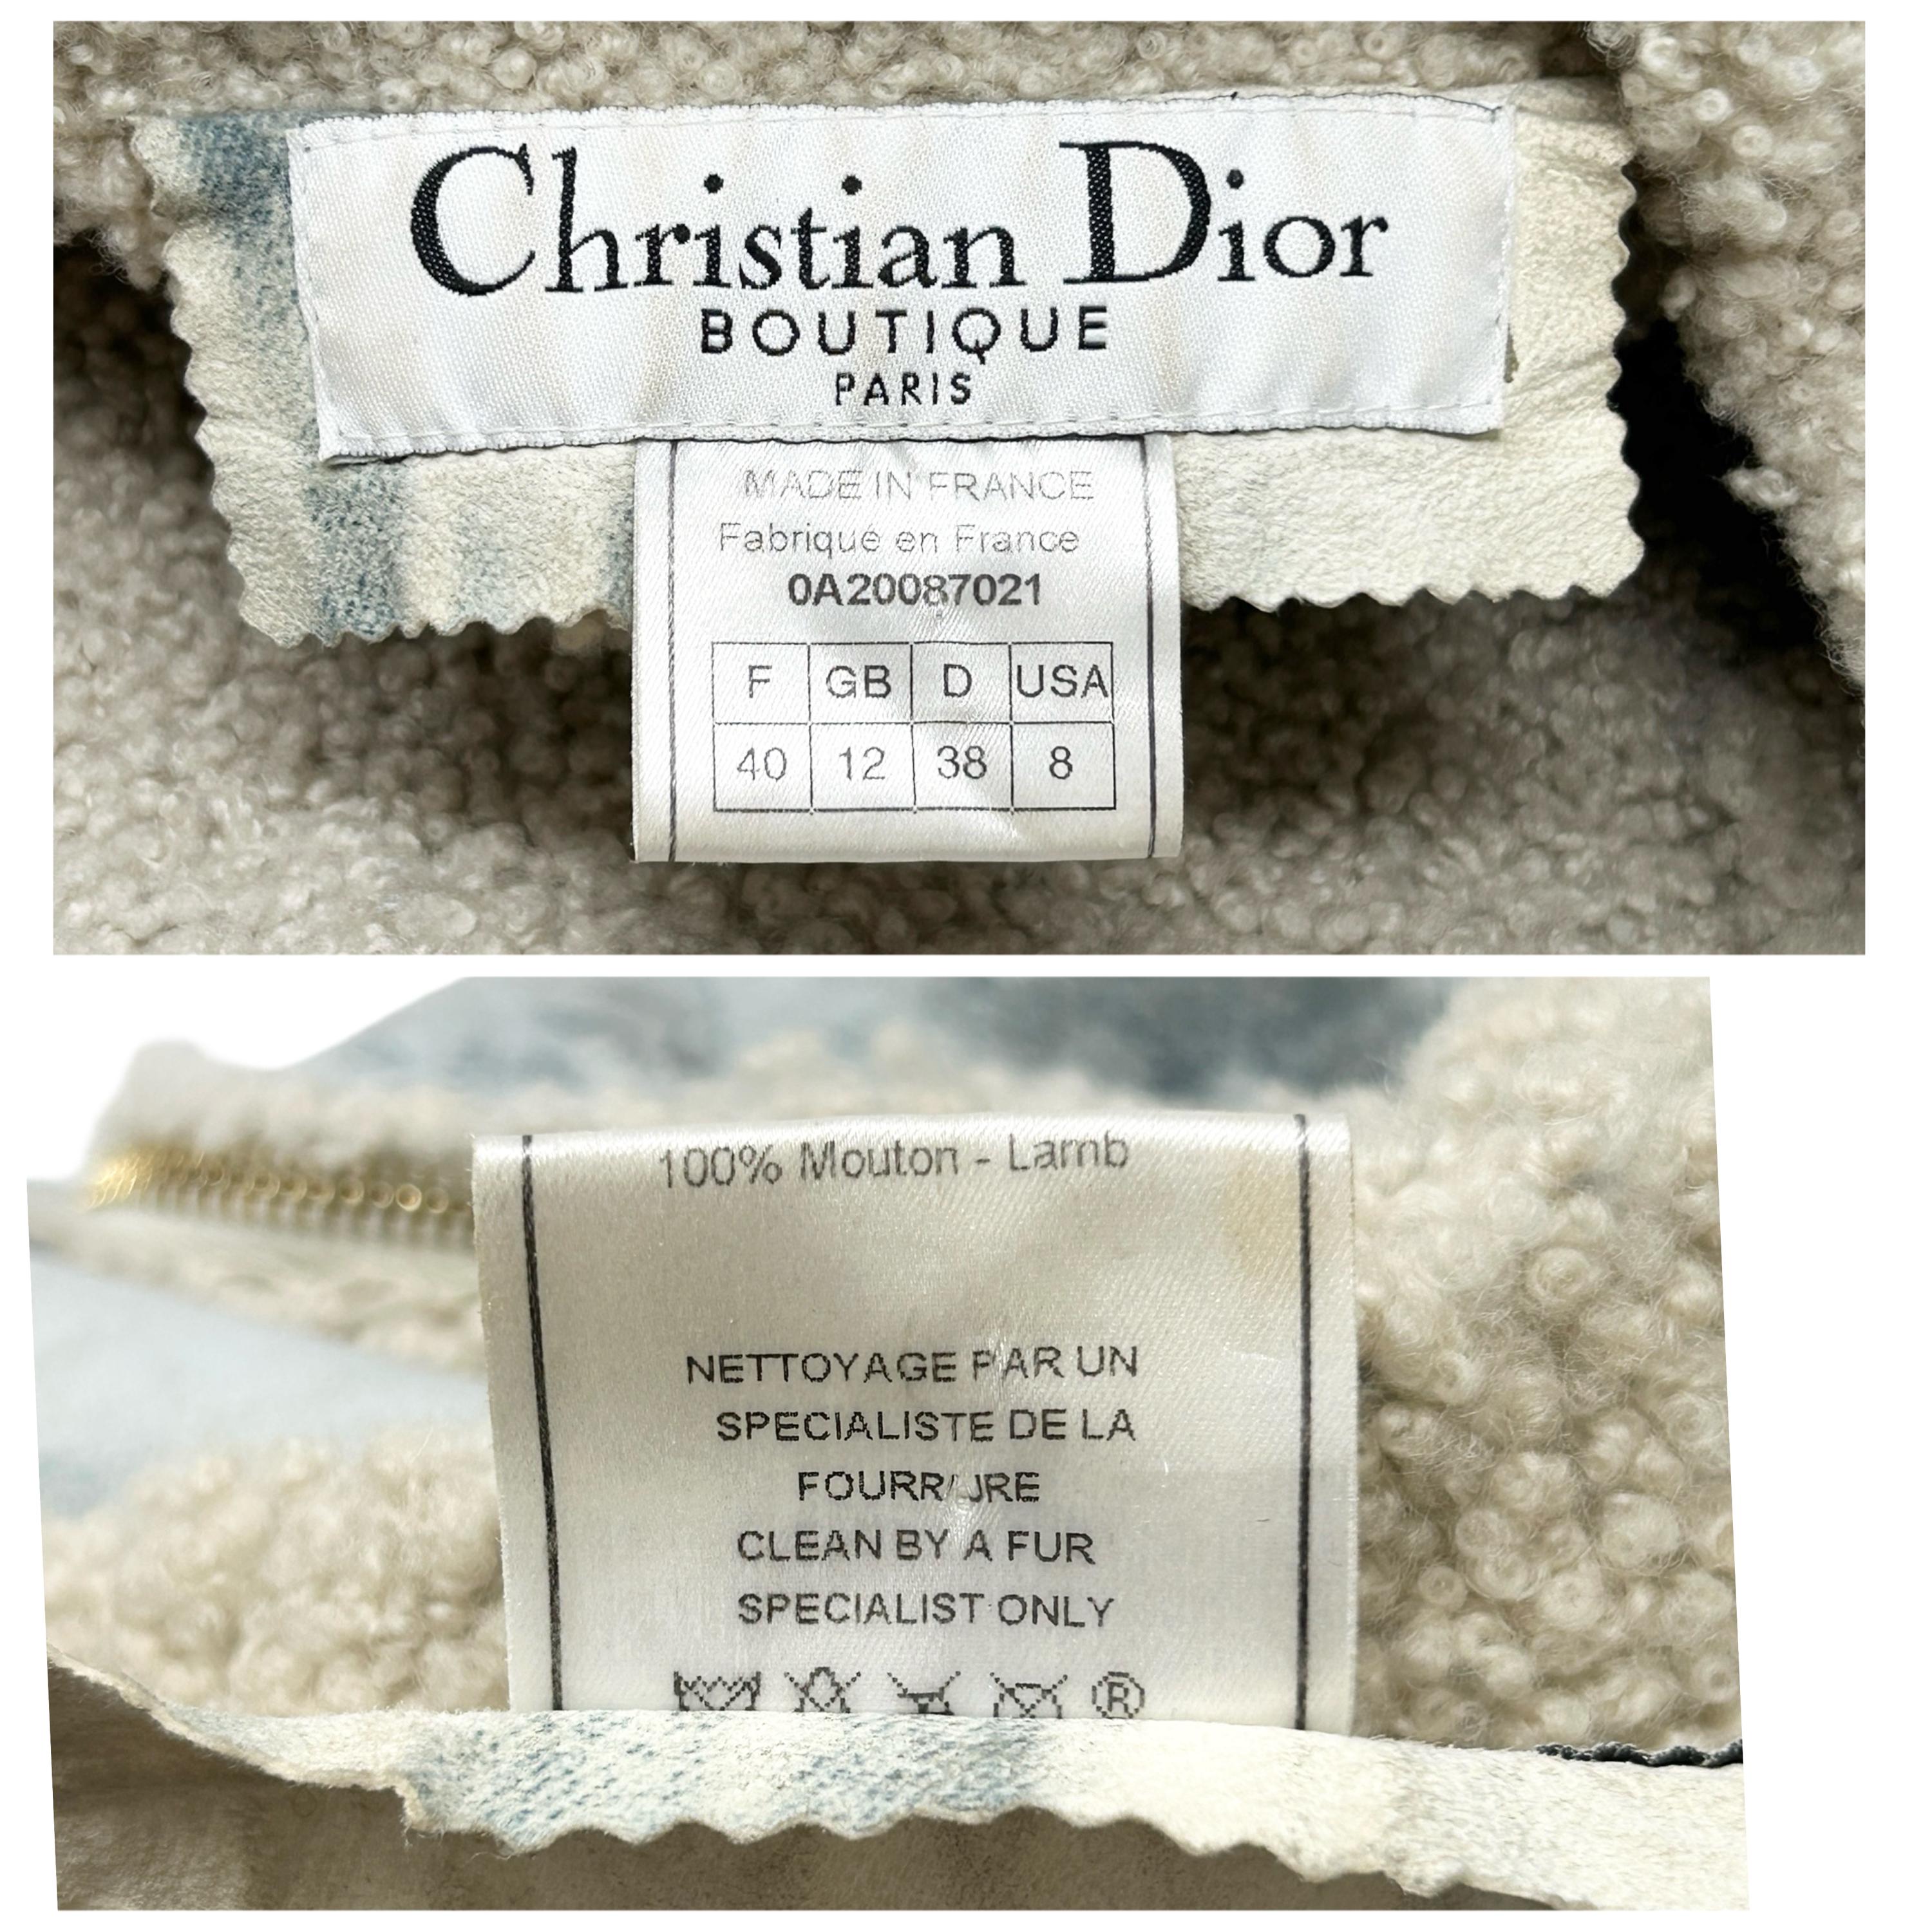 Christian Dior
BOUTIQUE
PARIS
MADE IN FRANCE
Fabriqué en France
0A20087021
F GB D USA
40 12 38 8
100% Mouton - Lamb
NETTOYAGE PAR UN
SPECIALISTE DE LA
FOURRURE
CLEAN BY A FUR
SPECIALIST ONLY
®